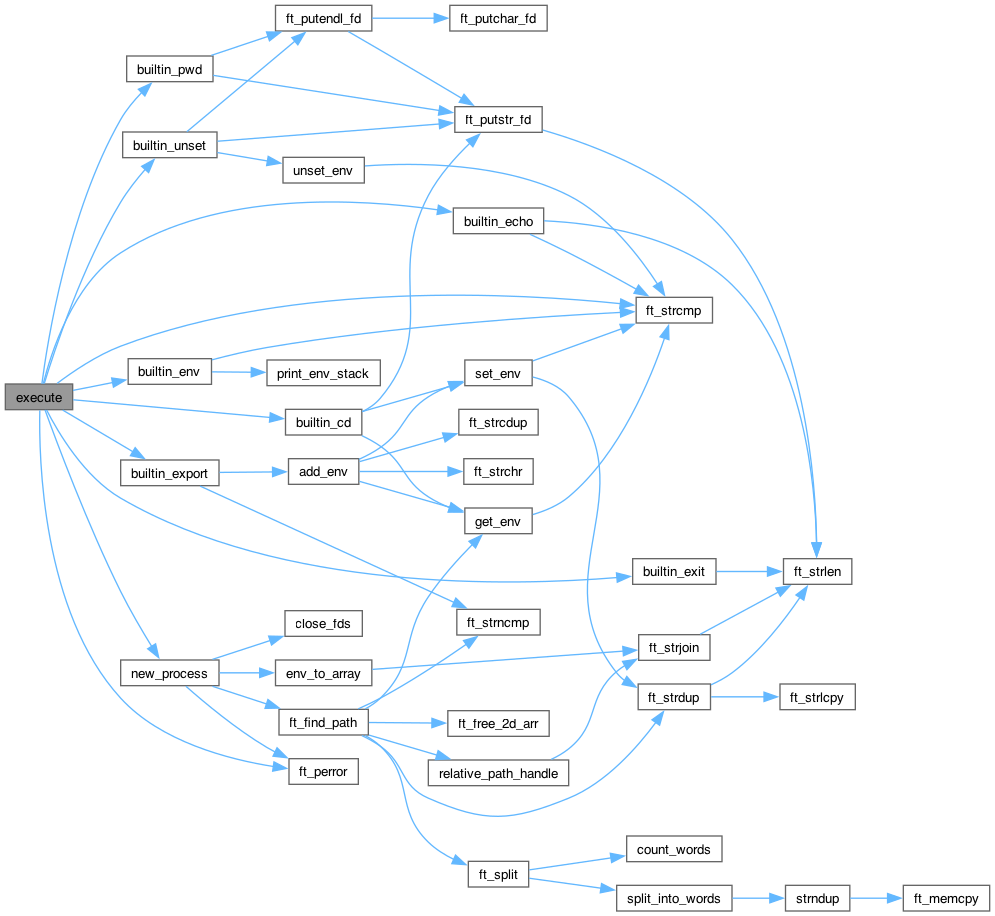 ft_putendl_fd
ft_putchar_fd
builtin_pwd
ft_putstr_fd
builtin_unset
unset_env
builtin_echo
ft_strcmp
builtin_env
print_env_stack
set_env
execute
builtin_cd
ft_strcdup
builtin_export
add_env
ft_strchr
get_env
builtin_exit
ft_strlen
close_fds
ft_strncmp
ft_strjoin
new_process
env_to_array
ft_strdup
ft_strlcpy
ft_find_path
ft_free_2d_arr
ft_perror
relative_path_handle
count_words
ft_split
split_into_words
strndup
ft_memcpy